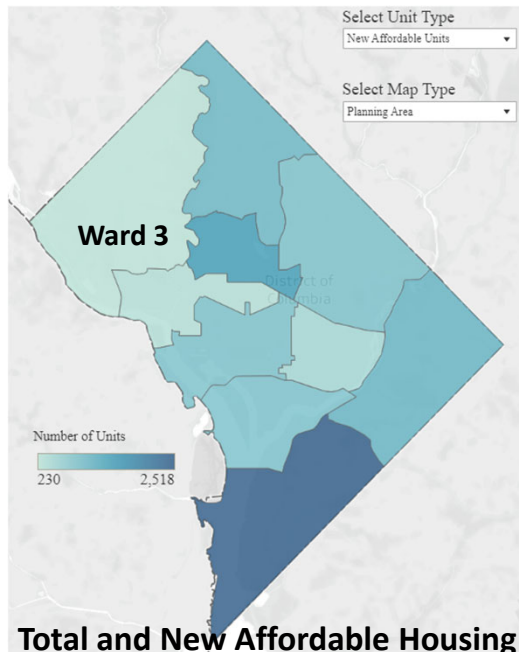 Select Unit Type
New Affordable Units
Select Map Type
Planning Area
Ward 3
District of
Columbia
Number of Units
230
2,518
Total and New Affordable Housing